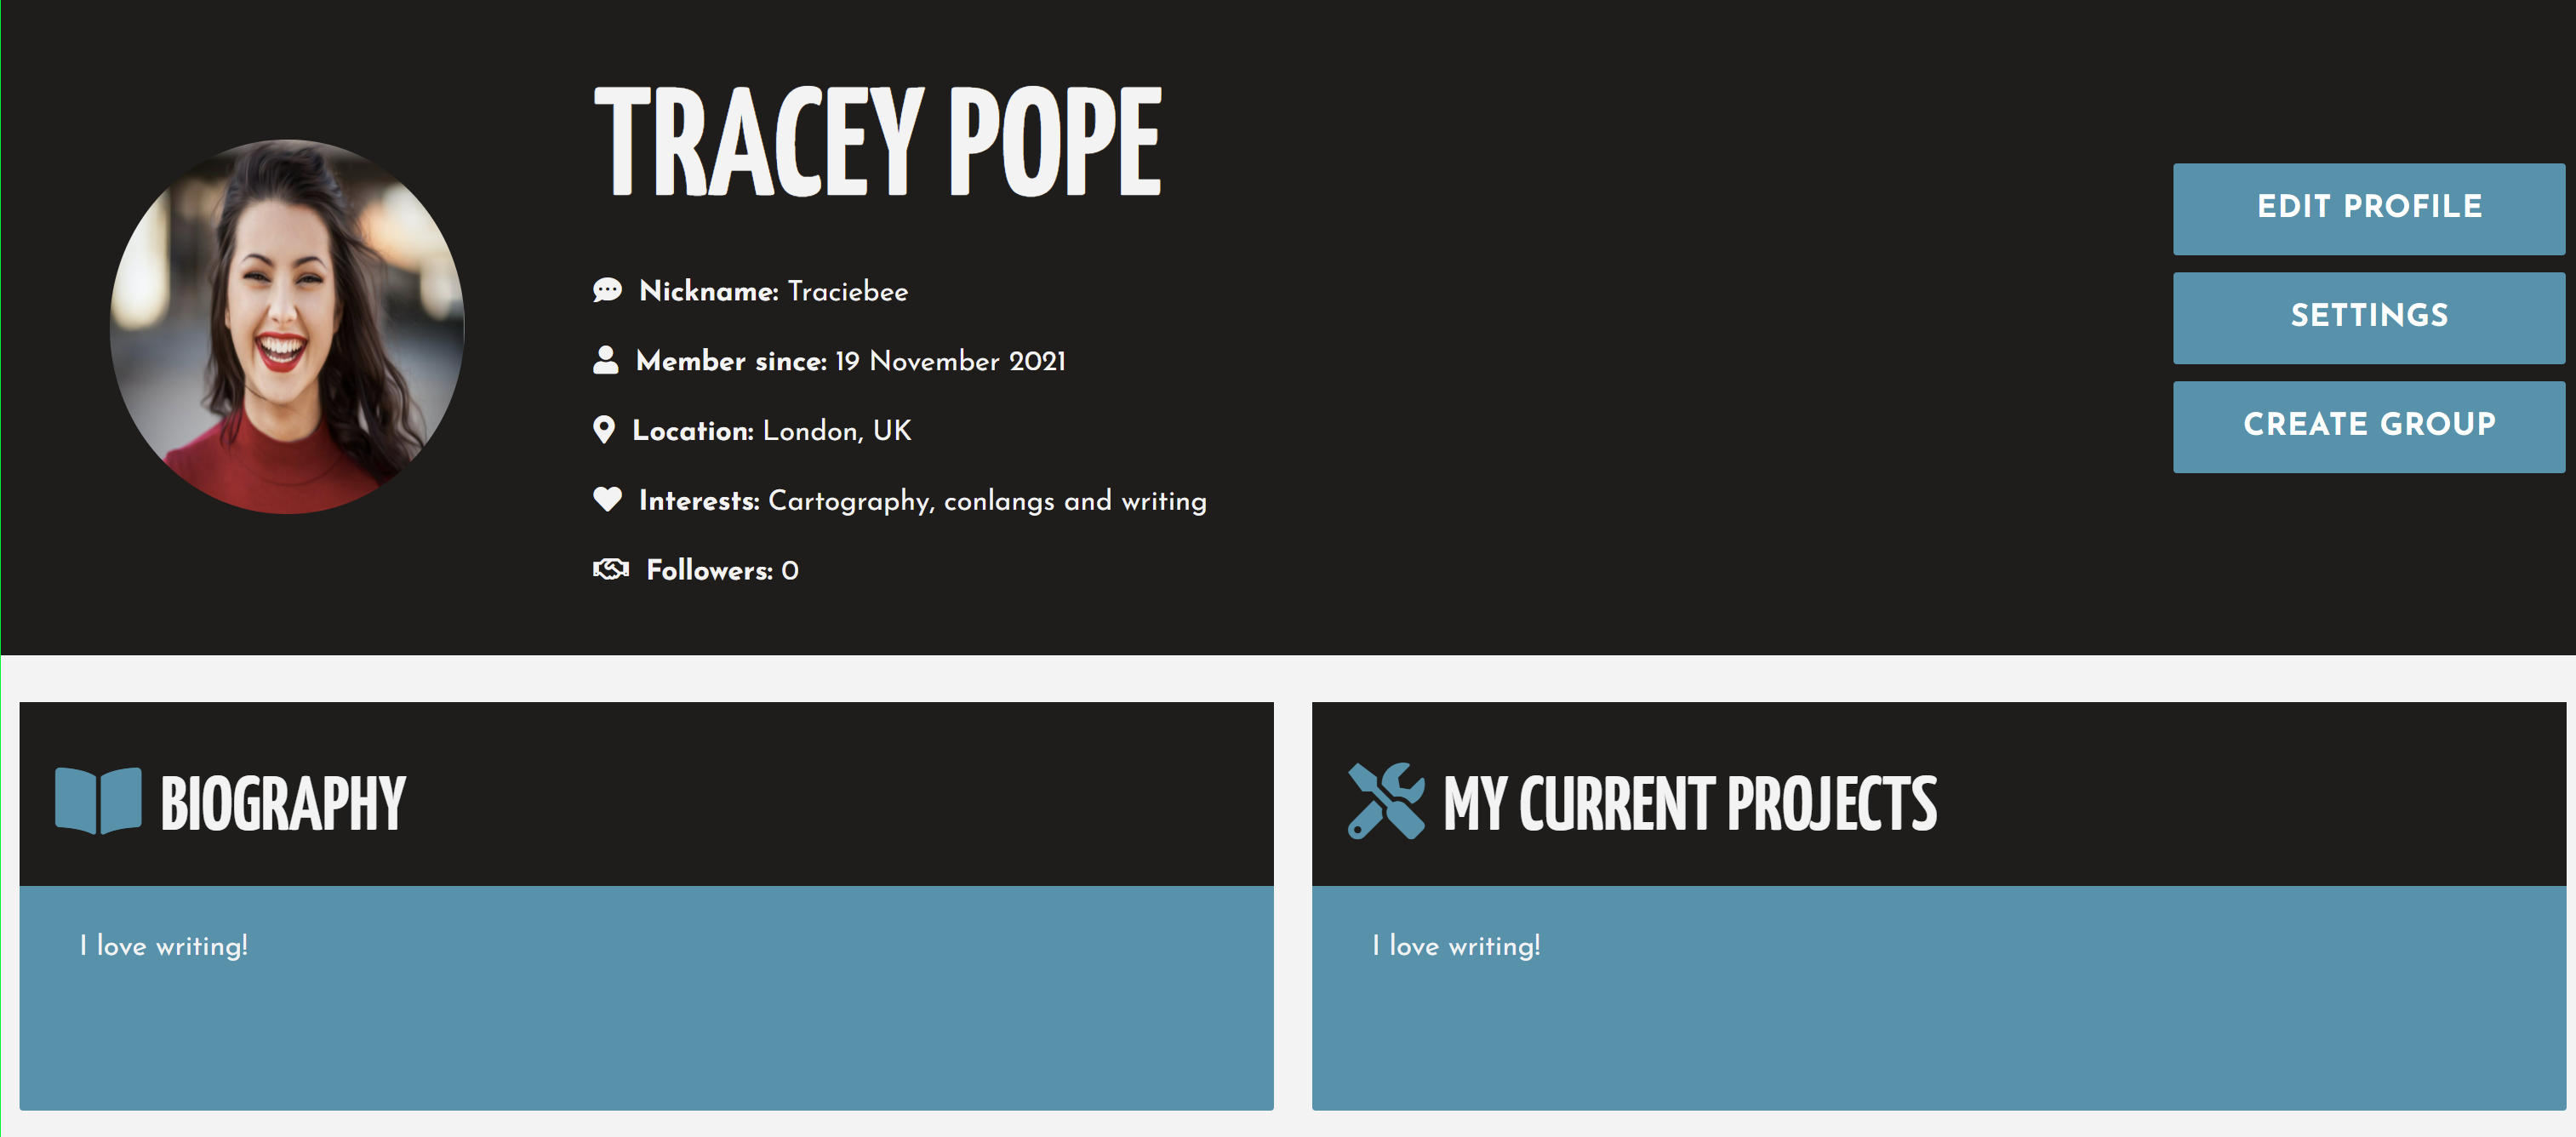 TRACEY POPE
Nickname: Traciebee
Member since: 19 November 2021
Location: London, UK
Interests: Cartography, conlangs and writing
Followers: 0
EDIT PROFILE
SETTINGS
CREATE GROUP
BIOGRAPHY
I love writing!
MY CURRENT PROJECTS
I love writing!